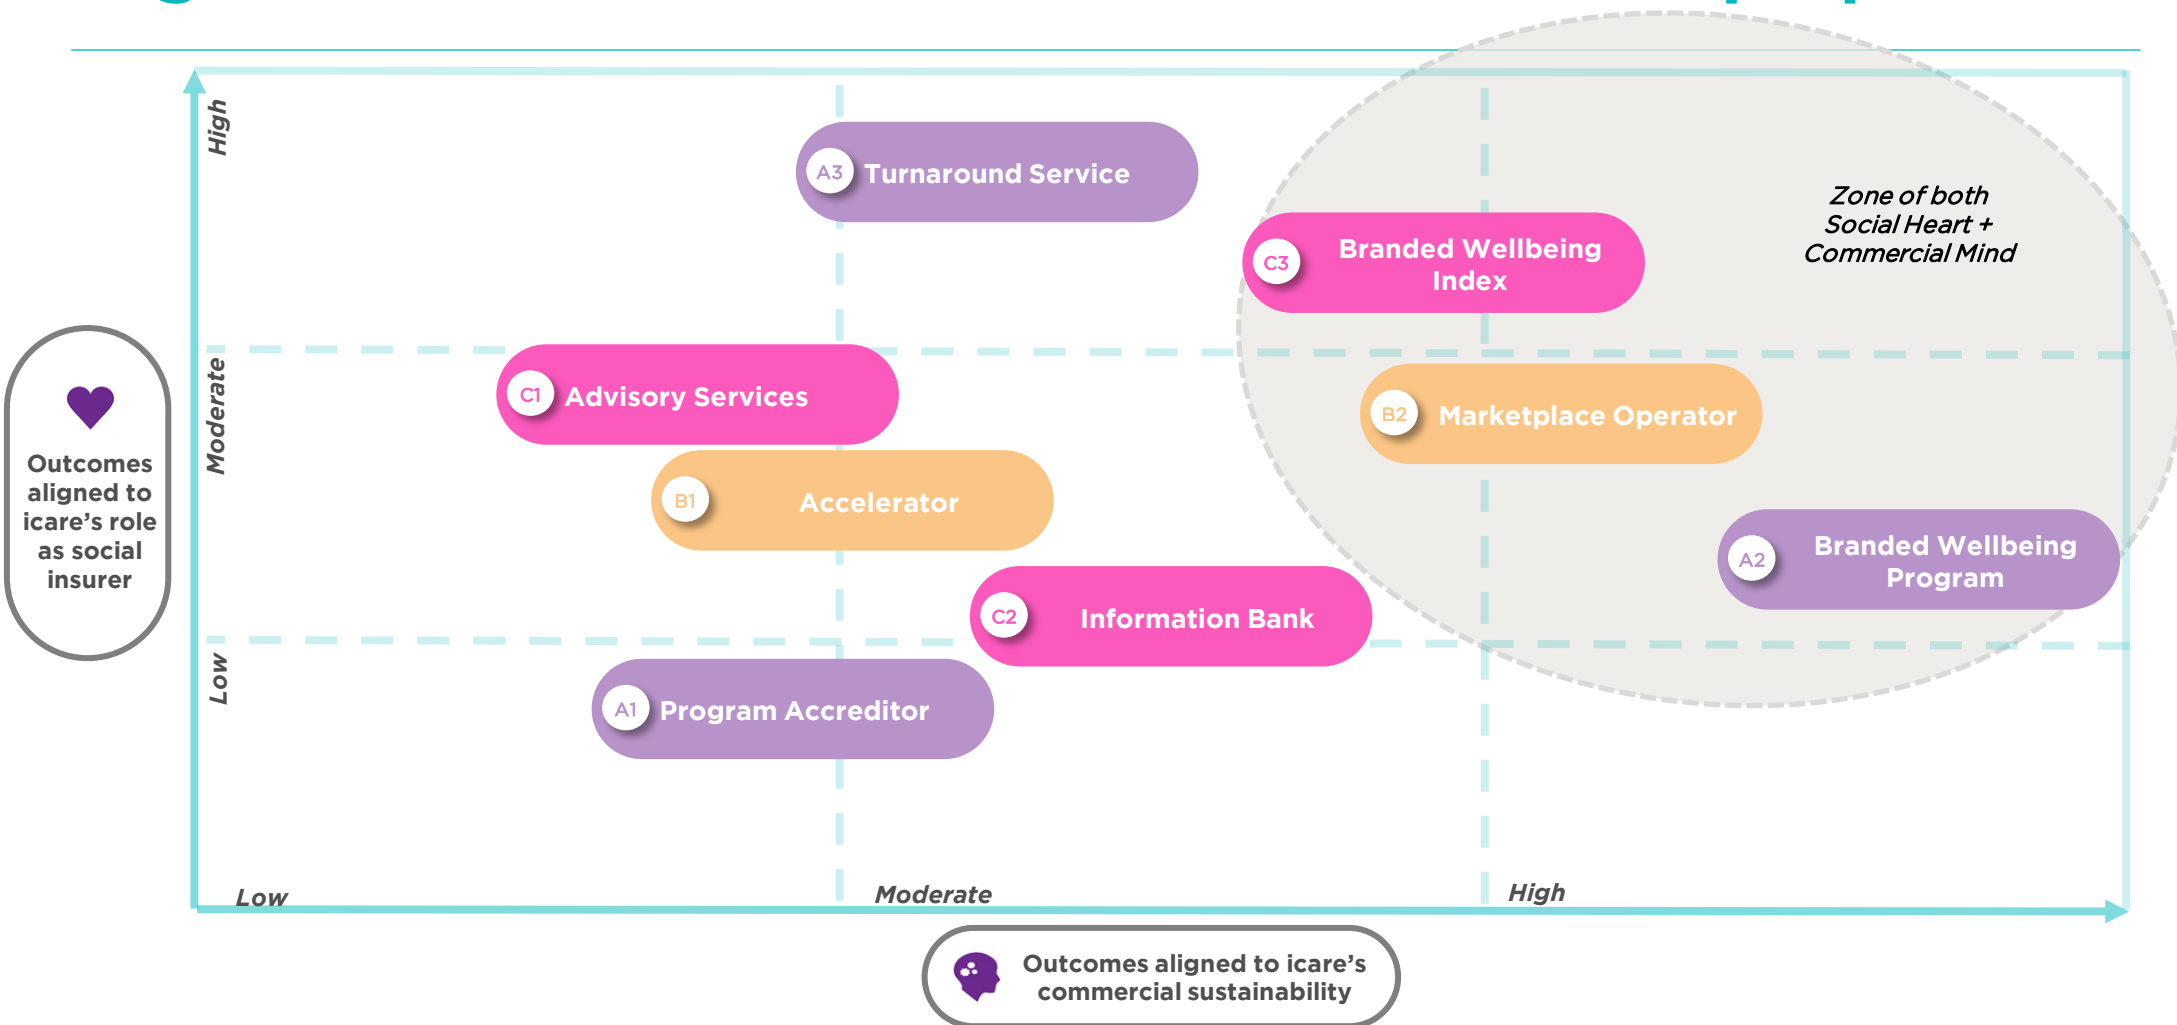 High
A3 Turnaround Service
Zone of both
Social Heart +
Commercial Mind
C3 Branded Wellbeing
Index
Moderate
C1 Advisory Services
B2 Marketplace Operator
Outcomes
aligned to
icare’s role
as social
insurer
B1 Accelerator
A2 Branded Wellbeing
Program
C2 Information Bank
Low
A1 Program Accreditor
Low
Moderate
High
Outcomes aligned to icare’s
commercial sustainability